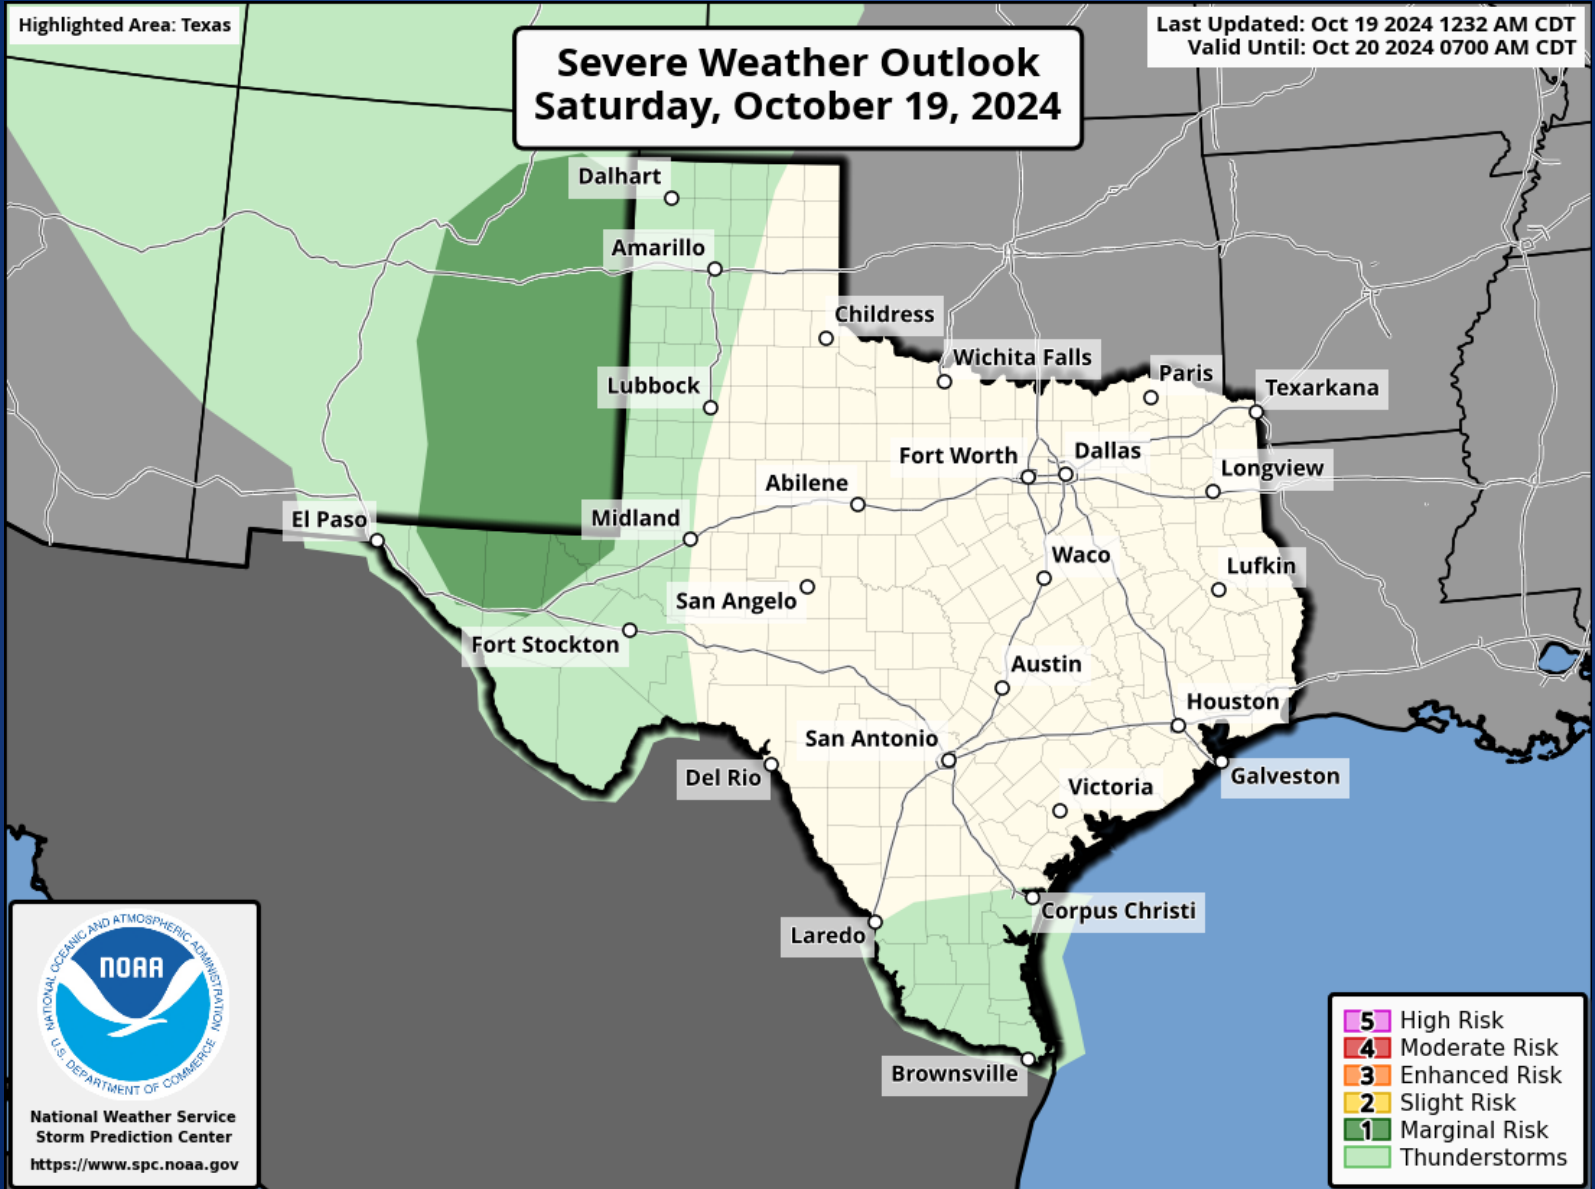 Highlighted Area: Texas
Last Updated: Oct 19 2024 1232 AM CDT
Valid Until: Oct 20 2024 0700 AM CDT
Severe Weather Outlook
Saturday, October 19, 2024
Dalhart
Amarillo
Childress
Wichita Falls
Paris
Texarkana
Lubbock
Fort Worth
Dallas
Longview
Abilene
El Paso
Midland
Waco
Lufkin
San Angelo
Fort Stockton
Austin
Houston
San Antonio
Del Rio
Galveston
Victoria
Corpus Christi
Laredo
Brownsville
NATIONAL OCEANIC AND ATMOSPHERIC ADMINISTRATION
NOAA
U.S. DEPARTMENT OF COMMERCE
National Weather Service
Storm Prediction Center
https://www.spc.noaa.gov
5 High Risk
4 Moderate Risk
3 Enhanced Risk
2 Slight Risk
1 Marginal Risk
Thunderstorms